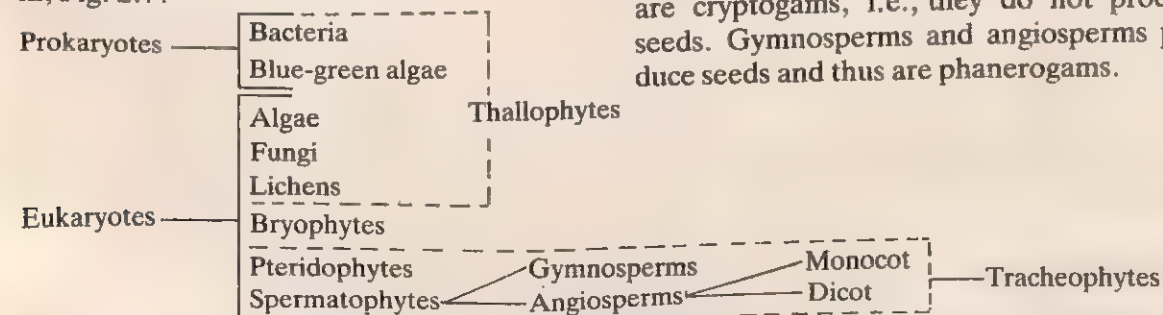 are cryptogams, i.e., they do not
seeds. Gymnosperms and angiosperms
duce seeds and thus are phanerogams.
Prokaryotes
Bacteria
Blue-green algae
Thallophytes
Algae
Fungi
Lichens
Eukaryotes
Bryophytes
Pteridophytes Gymnosperms Monocot
Spermatophytes Angiosperms Dicot Tracheophytes